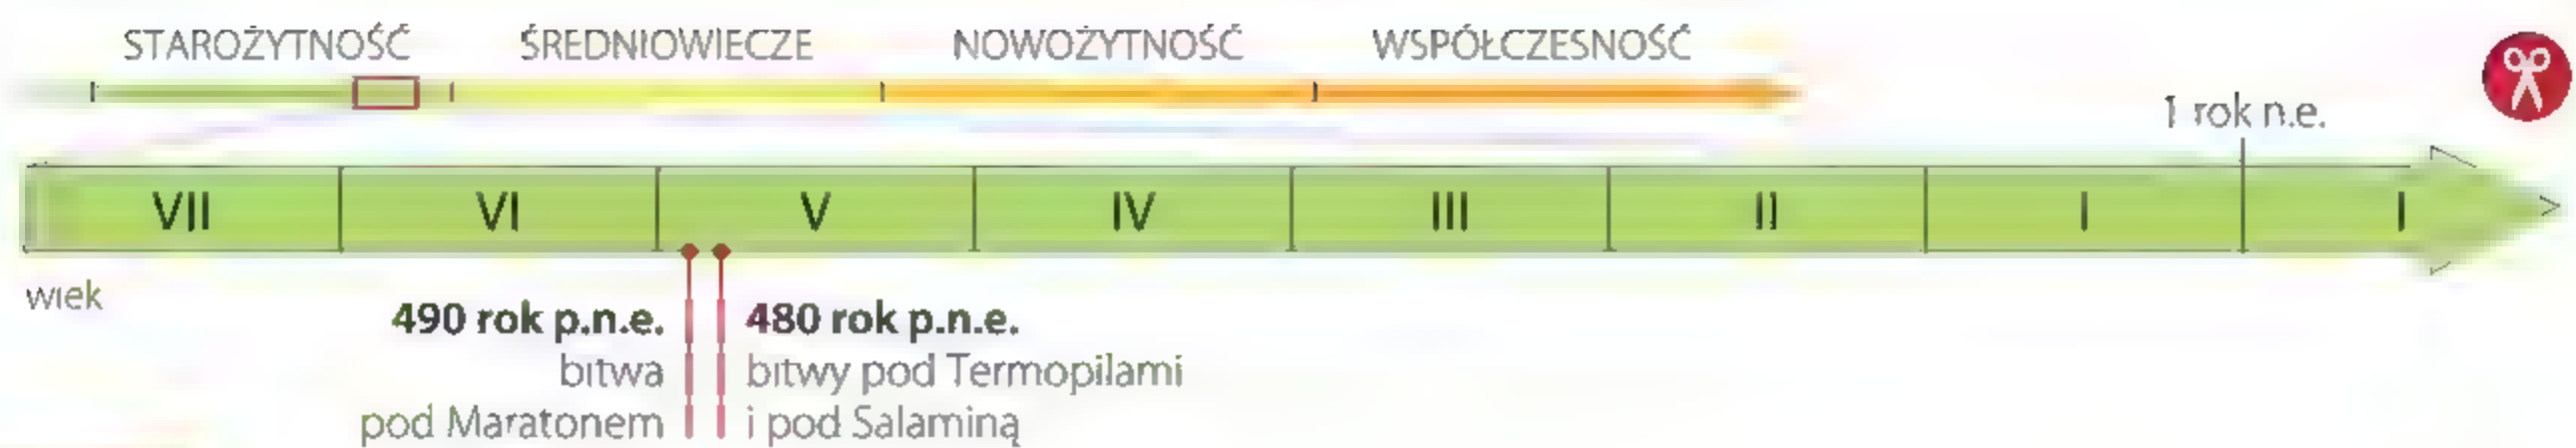 STAROŻYTNOŚĆ ŚREDNIOWIECZE NOWOŻYTNOŚĆ WSPÓŁCZESNOŚĆ
1 rok n.e.
VII VI V IV III II I I
wiek
490 rok p.n.e.
bitwa
pod Maratonem
480 rok p.n.e.
bitwy pod Termopilami
i pod Salaminą